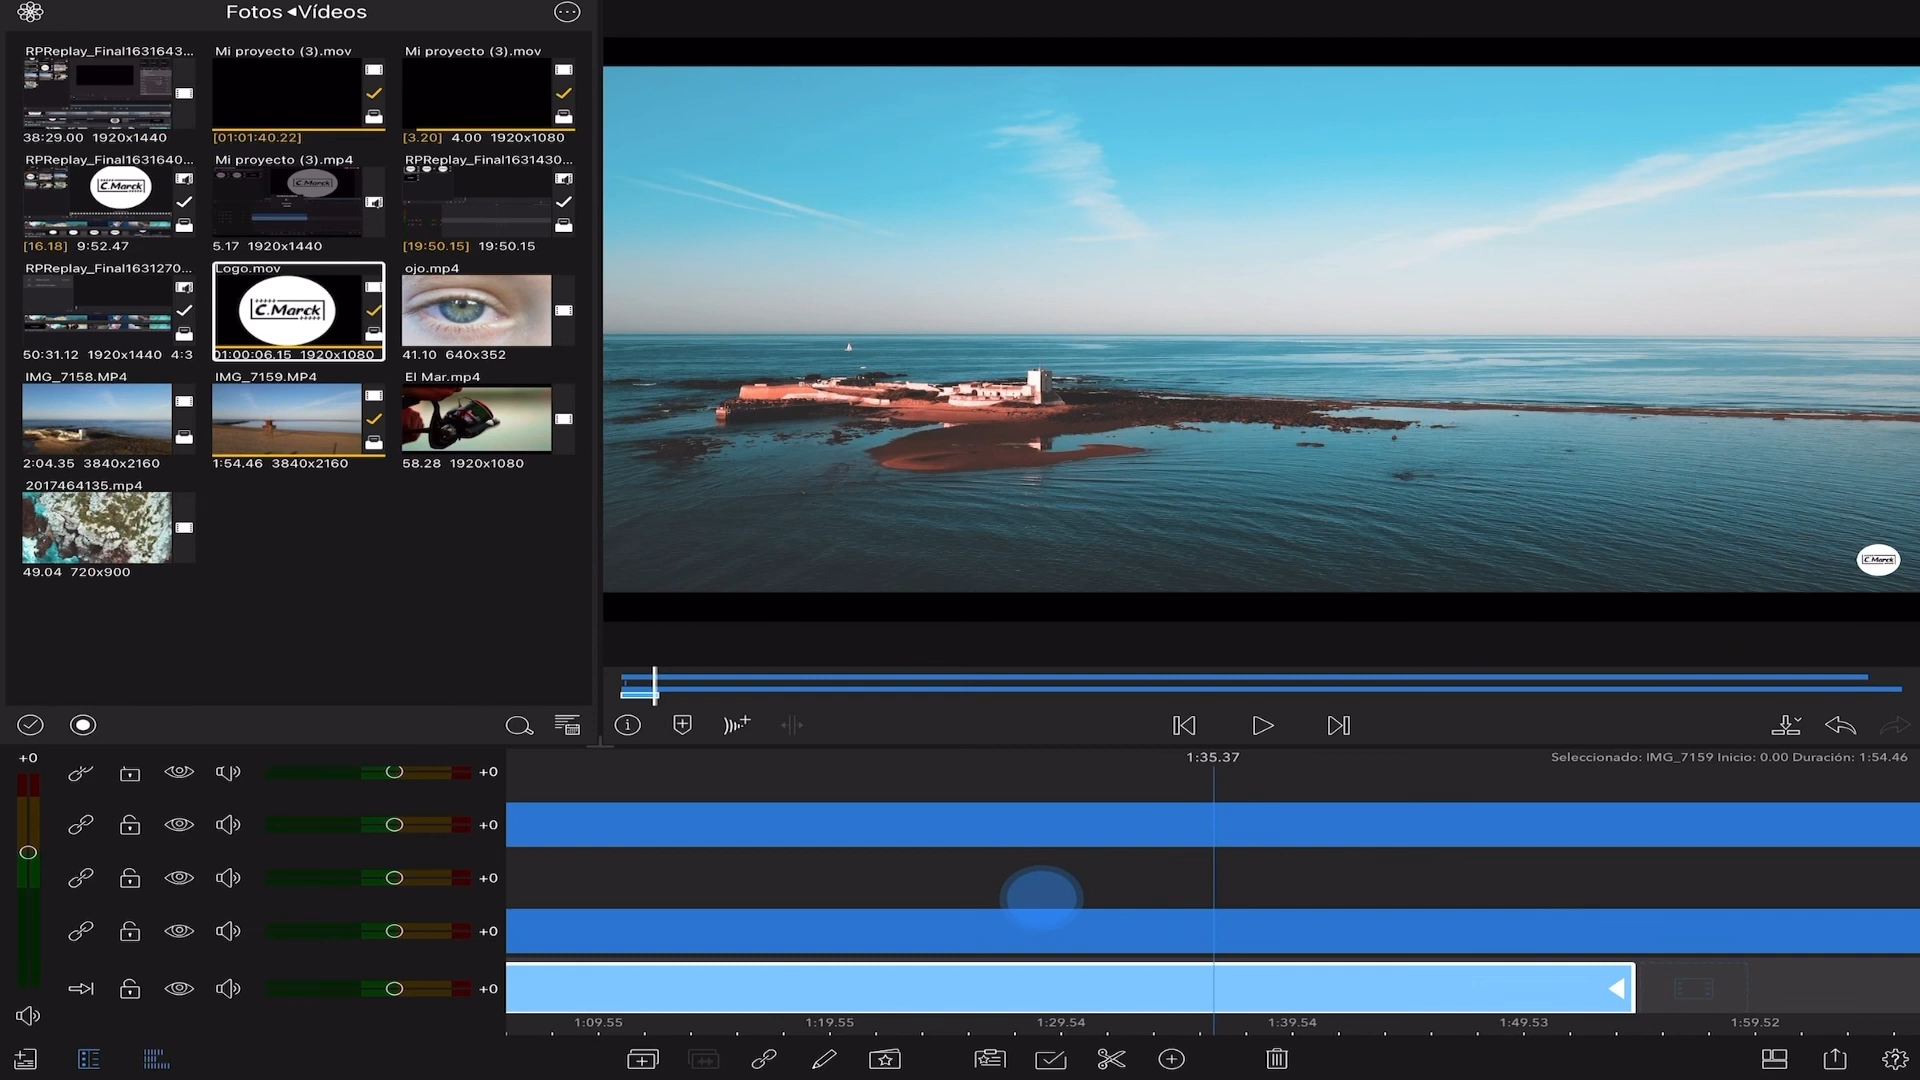 Fotos ◂Vídeos
RPReplay_Final1631643...
Mi proyecto (3).mov
Mi proyecto (3).mov
38:29.00 1920x1440
[01:01:40.22]
[3.20] 4.00 1920x1080
RPReplay_Final1631640...
Mi proyecto (3).mp4
RPReplay_Final1631430...
C.Marck
C.Marck
[16.18] 9:52.47
5.17 1920x1440
[19:50.15] 19:50.15
RPReplay_Final1631270...
Logo.mov
ojo.mp4
C.Marck
50:31.12 1920x1440 4:3
01:00:06.15 1920x1080
41.10 640x352
IMG_7158.MP4
IMG_7159.MP4
El Mar.mp4
2:04.35 3840x2160
1:54.46 3840x2160
58.28 1920x1080
2017464135.mp4
49.04 720x900
C.Marck
+0
1:35.37
Seleccionado: IMG_7159 Inicio: 0.00 Duración: 1:54.46
+0
+0
+0
+0
+0
1:09.55
1:19.55
1:29.54
1:39.54
1:49.53
1:59.52